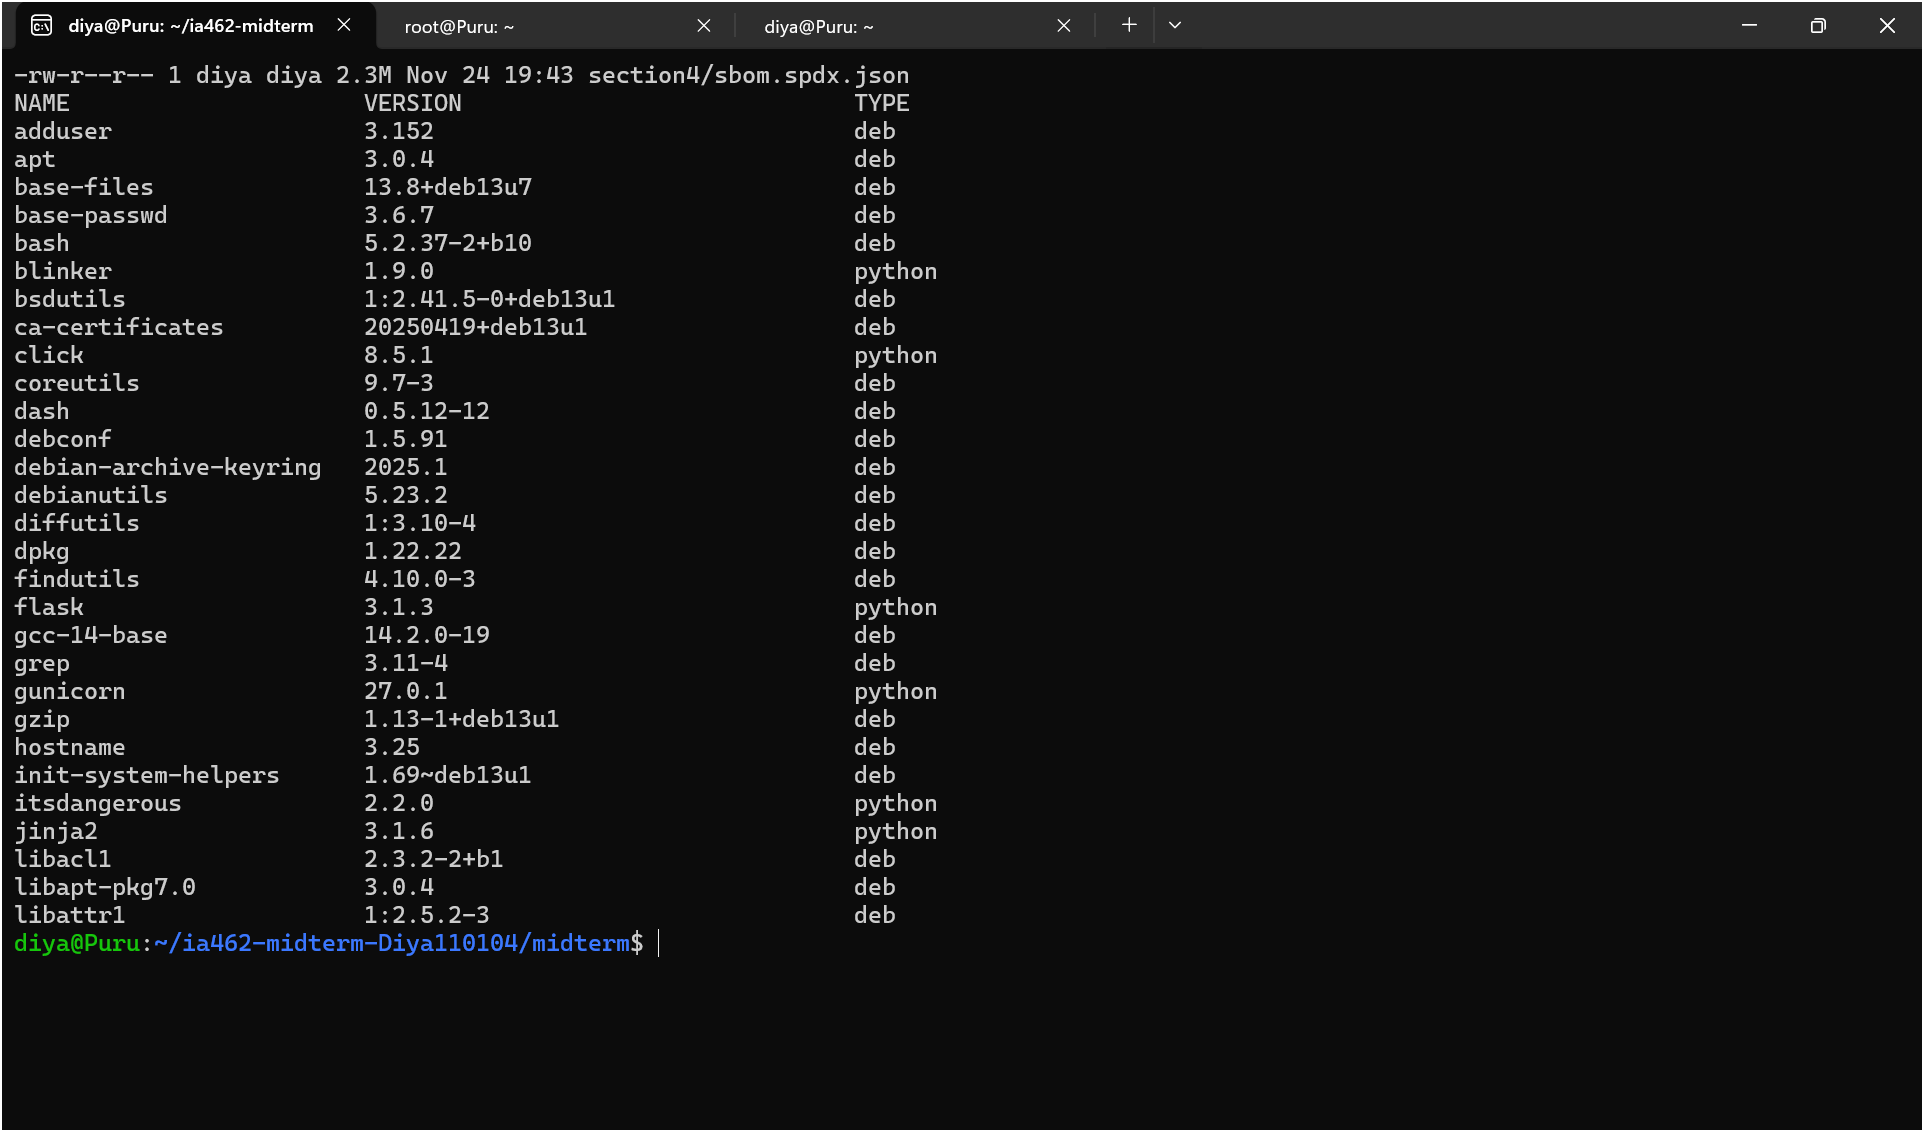 diya@Puru: ~/ia462-midterm root@Puru: ~ diya@Puru: ~
-rw-r--r-- 1 diya diya 2.3M Nov 24 19:43 section4/sbom.spdx.json
NAME VERSION TYPE
adduser 3.152 deb
apt 3.0.4 deb
base-files 13.8+deb13u7 deb
base-passwd 3.6.7 deb
bash 5.2.37-2+b10 deb
blinker 1.9.0 python
bsdutils 1:2.41.5-0+deb13u1 deb
ca-certificates 20250419+deb13u1 deb
click 8.5.1 python
coreutils 9.7-3 deb
dash 0.5.12-12 deb
debconf 1.5.91 deb
debian-archive-keyring 2025.1 deb
debianutils 5.23.2 deb
diffutils 1:3.10-4 deb
dpkg 1.22.22 deb
findutils 4.10.0-3 deb
flask 3.1.3 python
gcc-14-base 14.2.0-19 deb
grep 3.11-4 deb
gunicorn 27.0.1 python
gzip 1.13-1+deb13u1 deb
hostname 3.25 deb
init-system-helpers 1.69~deb13u1 deb
itsdangerous 2.2.0 python
jinja2 3.1.6 python
libacl1 2.3.2-2+b1 deb
libapt-pkg7.0 3.0.4 deb
libattr1 1:2.5.2-3 deb
diya@Puru:~/ia462-midterm-Diya110104/midterm$